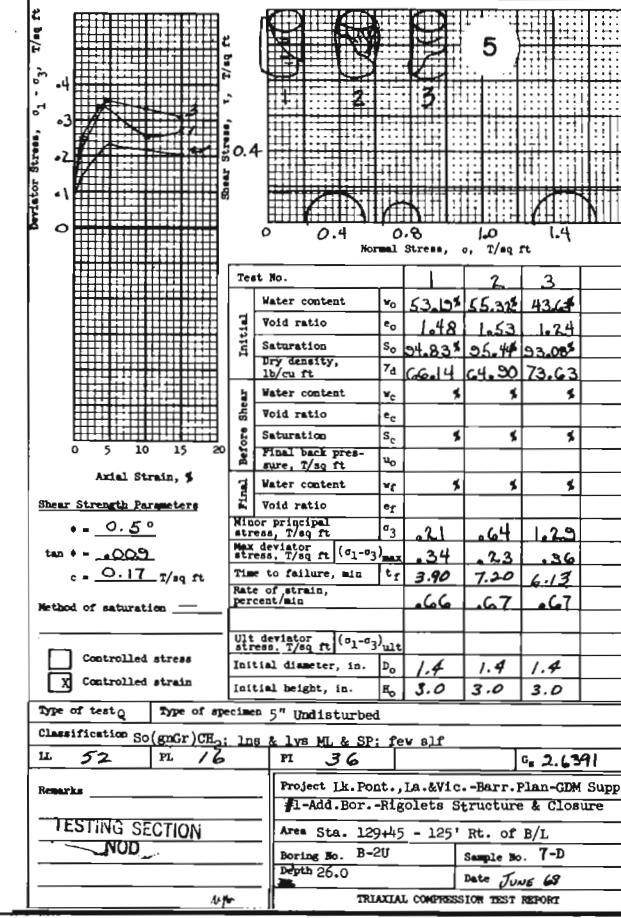 Deviator Stress, σ1 - σ3, T/sq ft
.4
.3
.2
.1
0
0 5 10 15 20
Axial Strain, %
Shear Stress, τ, T/sq ft
0.4
1 2 3
5
0.4 0.8 1.0 1.4
Normal Stress, σ, T/sq ft
Shear Strength Parameters
φ = 0.5°
tan φ = .009
c = 0.17 T/sq ft
Method of saturation —
Controlled stress
X Controlled strain
Test No. 1 2 3
Initial
Water content w0 53.19% 55.32% 43.63%
Void ratio e0 1.48 1.53 1.24
Saturation S0 94.83% 95.44% 93.08%
Dry density, lb/cu ft γd 66.14 64.90 73.63
Before Shear
Water content wc % % %
Void ratio ec
Saturation Sc % % %
Final back pressure, T/sq ft u0
Final
Water content wf % % %
Void ratio ef
Minor principal stress, T/sq ft σ3 .21 .64 1.29
Max deviator stress, T/sq ft (σ1-σ3)max .34 .23 .36
Time to failure, min tf 3.90 7.20 6.13
Rate of strain, percent/min .66 .67 .67
Ult deviator stress, T/sq ft (σ1-σ3)ult
Initial diameter, in. D0 1.4 1.4 1.4
Initial height, in. H0 3.0 3.0 3.0
Type of test Q Type of specimen 5" Undisturbed
Classification So(gnGr)CH2; lns & lys ML & SP; few slf
LL 52 PL 16 PI 36 Gs 2.6391
Remarks
TESTING SECTION
NOD
Project Lk.Pont.,La.&Vic.-Barr.Plan-GDM Supp
#1-Add.Bor.-Rigolets Structure & Closure
Area Sta. 129+45 - 125' Rt. of B/L
Boring No. B-2U Sample No. 7-D
Depth 26.0 Date JUNE 69
TRIAXIAL COMPRESSION TEST REPORT